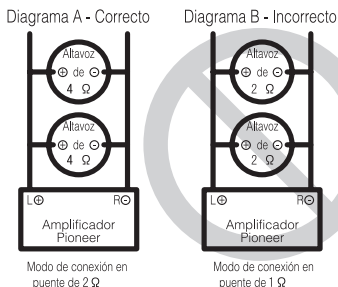 Diagrama A - Correcto
Altavoz
⊕ de ⊖
4 Ω
Altavoz
⊕ de ⊖
4 Ω
L⊕ R⊖
Amplificador
Pioneer
Modo de conexión en
puente de 2 Ω
Diagrama B - Incorrecto
Altavoz
⊕ de ⊖
2 Ω
Altavoz
⊕ de ⊖
2 Ω
L⊕ R⊖
Amplificador
Pioneer
Modo de conexión en
puente de 1 Ω